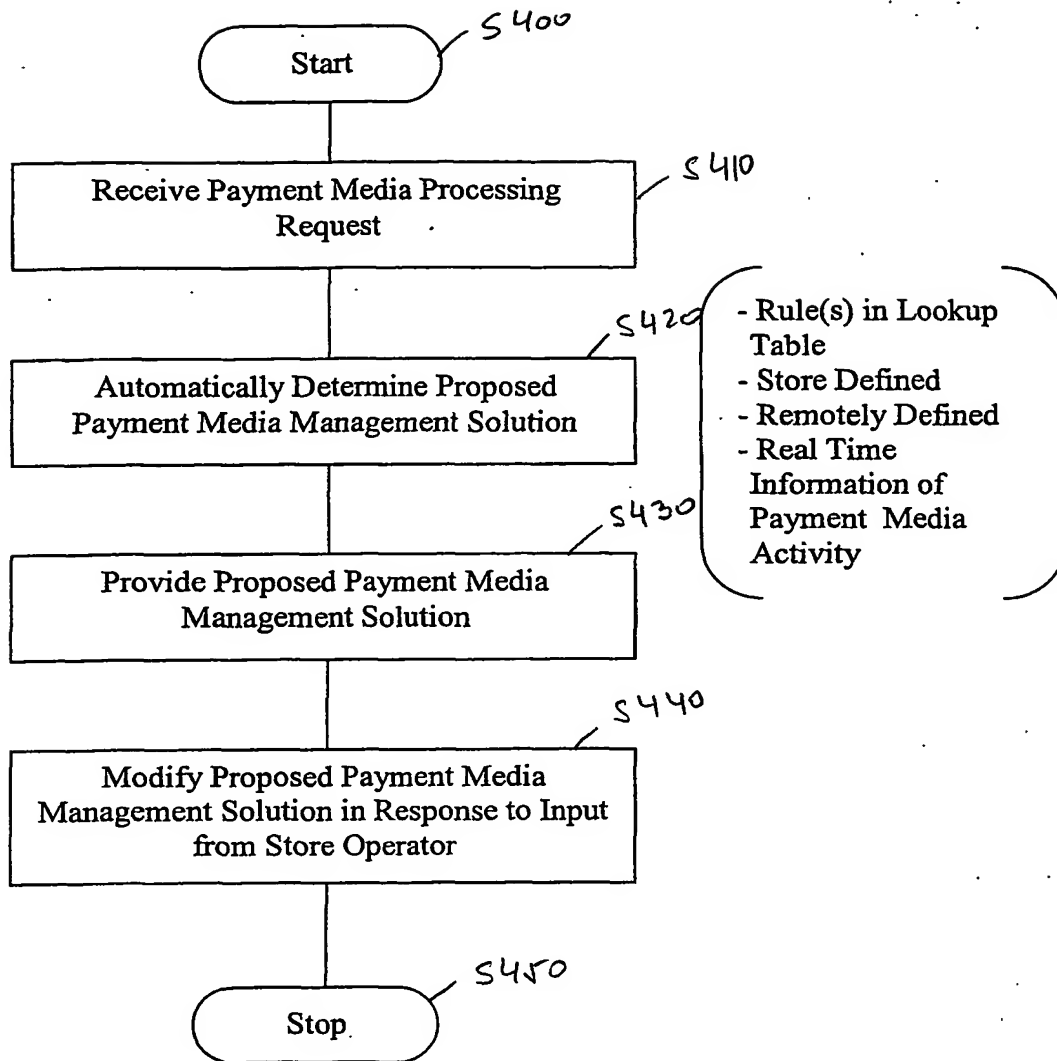 S400
Start
S410
Receive Payment Media Processing
Request
S420
Automatically Determine Proposed
Payment Media Management Solution
- Rule(s) in Lookup
Table
- Store Defined
- Remotely Defined
- Real Time
Information of
Payment Media
Activity
S430
Provide Proposed Payment Media
Management Solution
S440
Modify Proposed Payment Media
Management Solution in Response to Input
from Store Operator
S450
Stop